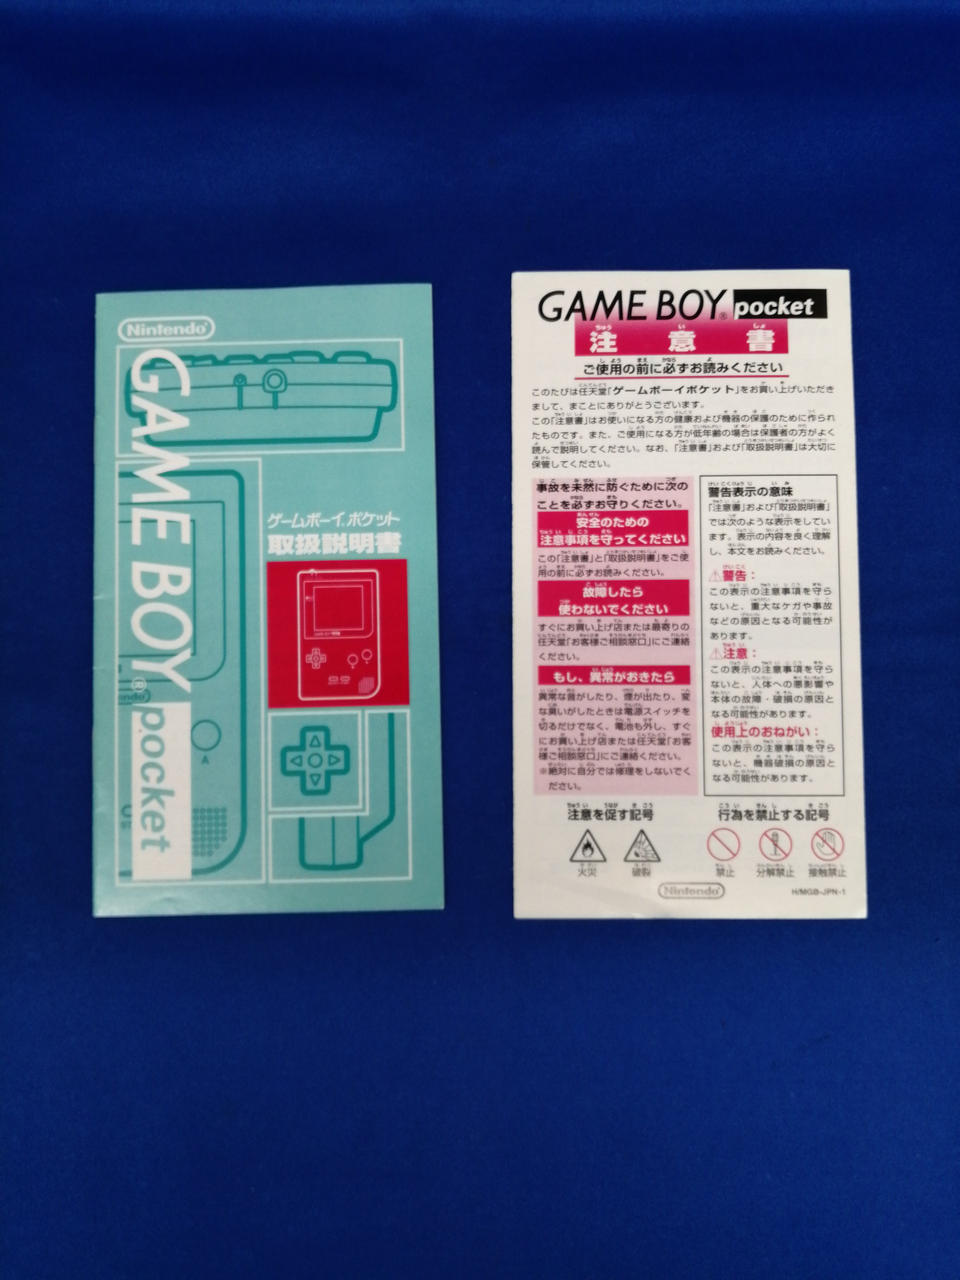 Nintendo
GAME BOY® pocket
ゲームボーイ®ポケット
取扱説明書
A
GAME BOY® pocket
注意書
ご使用の前に必ずお読みください
このたびは任天堂「ゲームボーイポケット」をお買い上げいただき
まして、まことにありがとうございます。
この「注意書」はお使いになる方の健康および機器の保護のために作られ
たものです。また、ご使用になる方が低年齢の場合は保護者の方がよく
読んで説明してください。なお、「注意書」および「取扱説明書」は大切に
保管してください。
事故を未然に防ぐために次の
ことを必ずお守りください。
安全のための
注意事項を守ってください
この「注意書」と「取扱説明書」をご使
用の前に必ずお読みください。
故障したら
使わないでください
すぐにお買い上げ店または最寄りの
任天堂「お客様ご相談窓口」にご連絡
ください。
もし、異常がおきたら
異常な音がしたり、煙が出たり、変
な臭いがしたときは電源スイッチを
切るだけでなく、電池も外し、すぐ
にお買い上げ店または任天堂「お客
様ご相談窓口」にご連絡ください。
※絶対に自分では修理をしないでく
ださい。
警告表示の意味
「注意書」および「取扱説明書」
では次のような表示をしてい
ます。表示の内容を良く理解
し、本文をお読みください。
⚠警告：
この表示の注意事項を守ら
ないと、重大なケガや事故
などの原因となる可能性が
あります。
⚠注意：
この表示の注意事項を守ら
ないと、人体への悪影響や
本体の故障・破損の原因と
なる可能性があります。
使用上のおねがい：
この表示の注意事項を守ら
ないと、機器破損の原因と
なる可能性があります。
注意を促す記号
火災
破裂
行為を禁止する記号
禁止
分解禁止
接触禁止
Nintendo
H/MGB-JPN-1